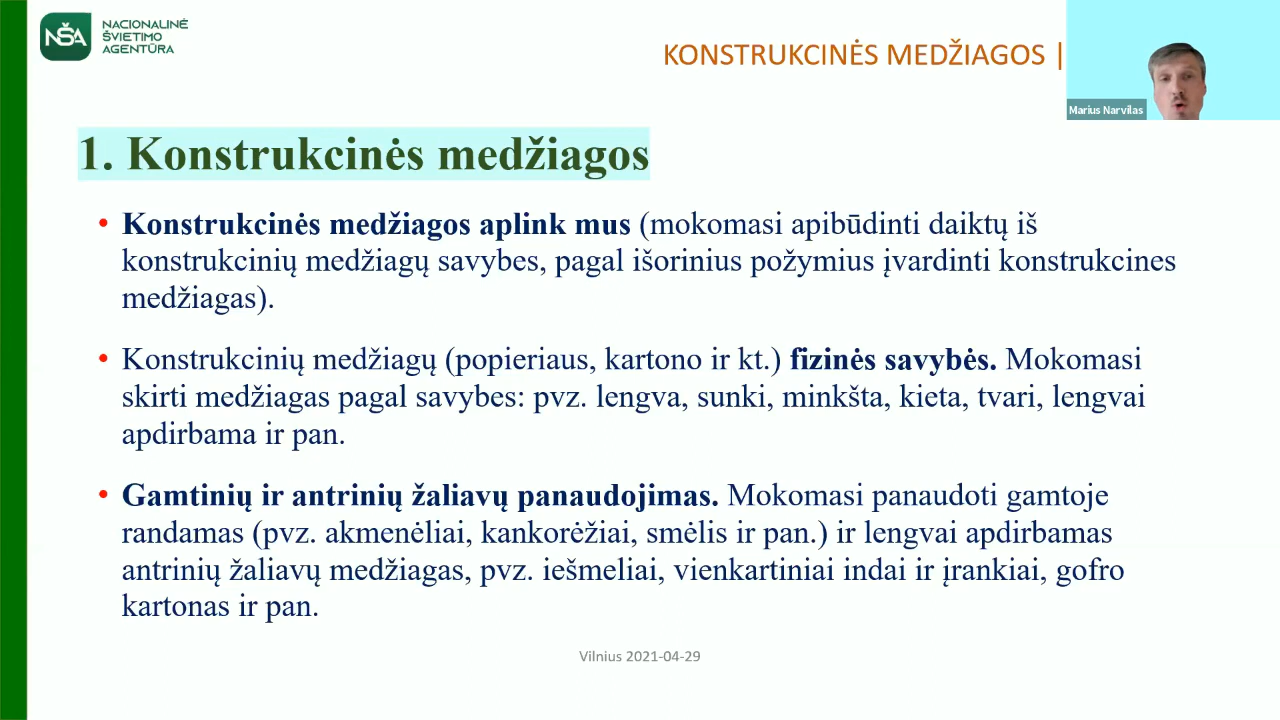 NŠA
NACIONALINĖ
ŠVIETIMO
AGENTŪRA
KONSTRUKCINĖS MEDŽIAGOS |
Marius Narvilas
1. Konstrukcinės medžiagos
• Konstrukcinės medžiagos aplink mus (mokomasi apibūdinti daiktų iš
konstrukcinių medžiagų savybes, pagal išorinius požymius įvardinti konstrukcines
medžiagas).
• Konstrukcinių medžiagų (popieriaus, kartono ir kt.) fizinės savybės. Mokomasi
skirti medžiagas pagal savybes: pvz. lengva, sunki, minkšta, kieta, tvari, lengvai
apdirbama ir pan.
• Gamtinių ir antrinių žaliavų panaudojimas. Mokomasi panaudoti gamtoje
randamas (pvz. akmenėliai, kankorėžiai, smėlis ir pan.) ir lengvai apdirbamas
antrinių žaliavų medžiagas, pvz. iešmeliai, vienkartiniai indai ir įrankiai, gofro
kartonas ir pan.
Vilnius 2021-04-29